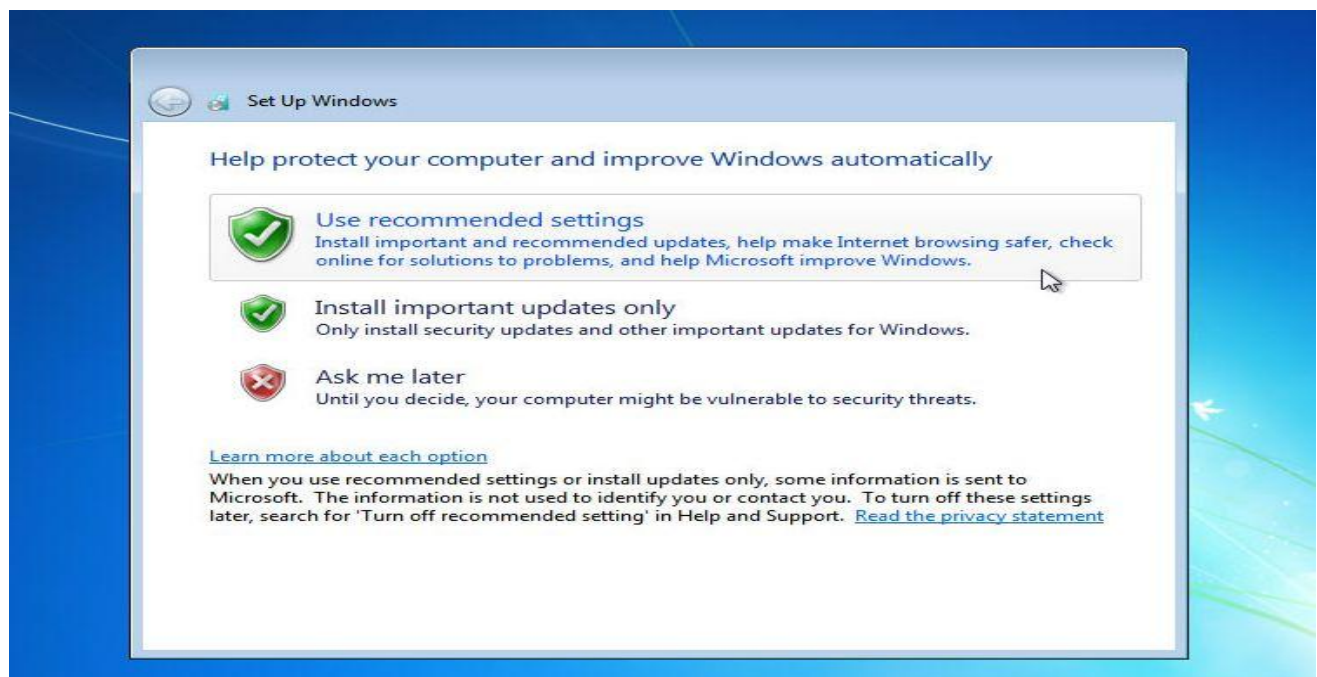 Set Up Windows
Help protect your computer and improve Windows automatically
Use recommended settings
Install important and recommended updates, help make Internet browsing safer, check
online for solutions to problems, and help Microsoft improve Windows.
Install important updates only
Only install security updates and other important updates for Windows.
Ask me later
Until you decide, your computer might be vulnerable to security threats.
Learn more about each option
When you use recommended settings or install updates only, some information is sent to
Microsoft. The information is not used to identify you or contact you. To turn off these settings
later, search for 'Turn off recommended setting' in Help and Support. Read the privacy statement